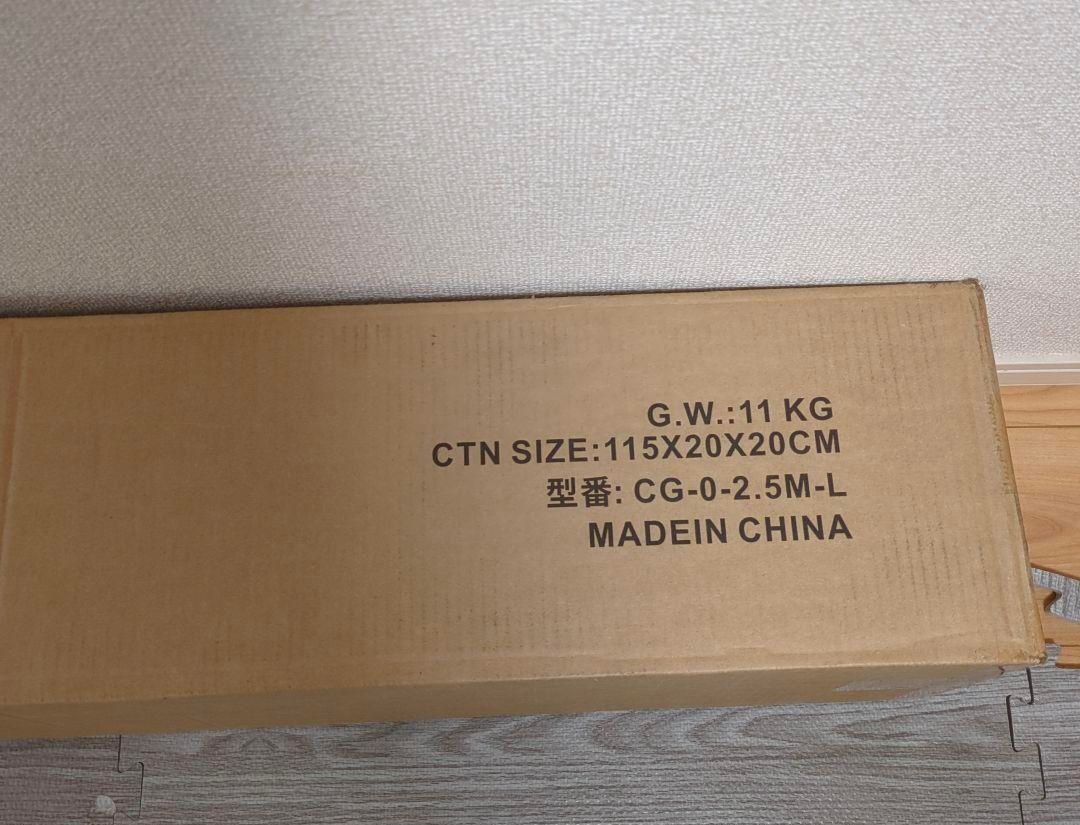 G.W.:11 KG
CTN SIZE:115X20X20CM
型番: CG-0-2.5M-L
MADEIN CHINA